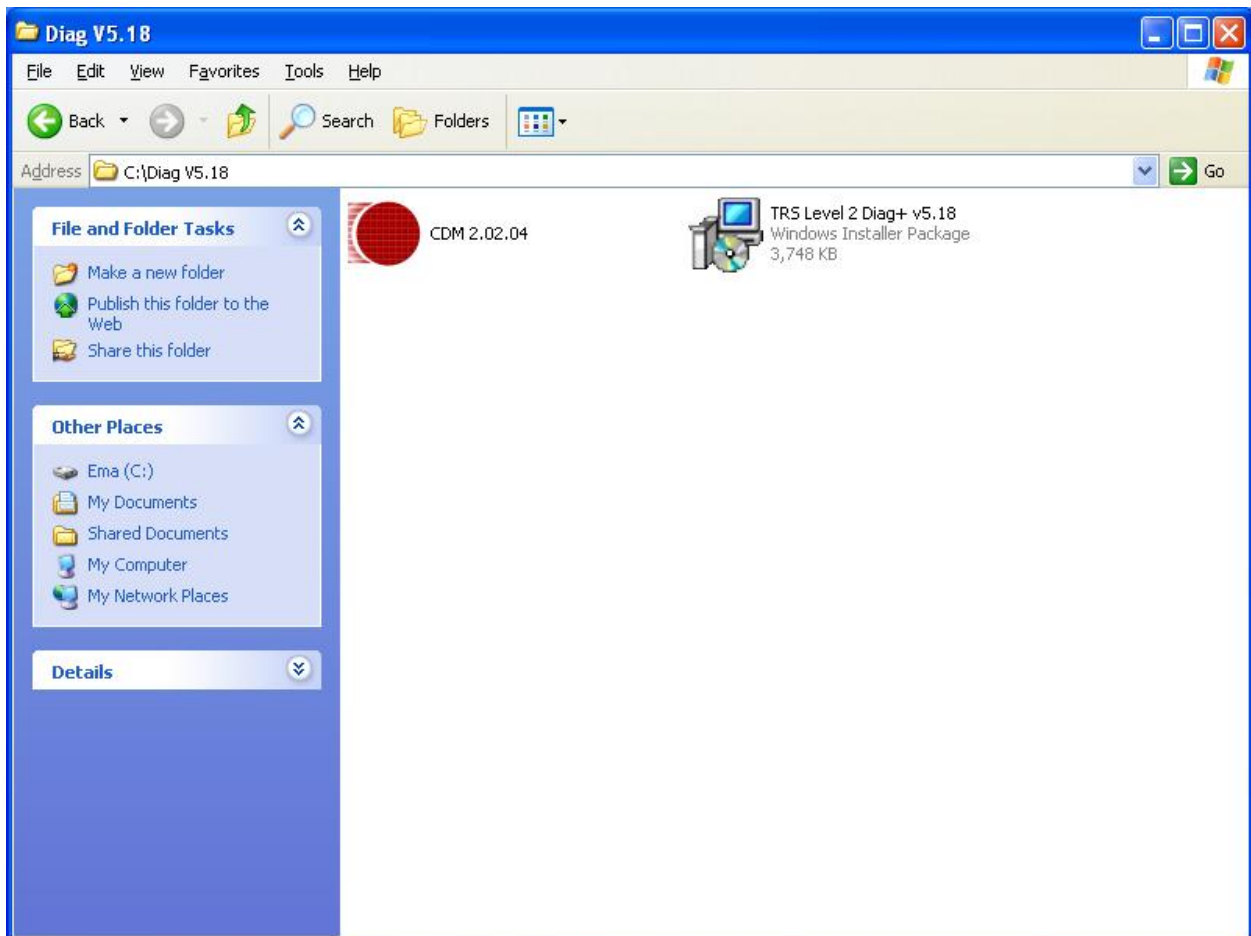 Diag V5.18
File Edit View Favorites Tools Help
Back Search Folders
Address C:\Diag V5.18 Go
File and Folder Tasks
Make a new folder
Publish this folder to the
Web
Share this folder
Other Places
Ema (C:)
My Documents
Shared Documents
My Computer
My Network Places
Details
CDM 2.02.04
TRS Level 2 Diag+ v5.18
Windows Installer Package
3,748 KB